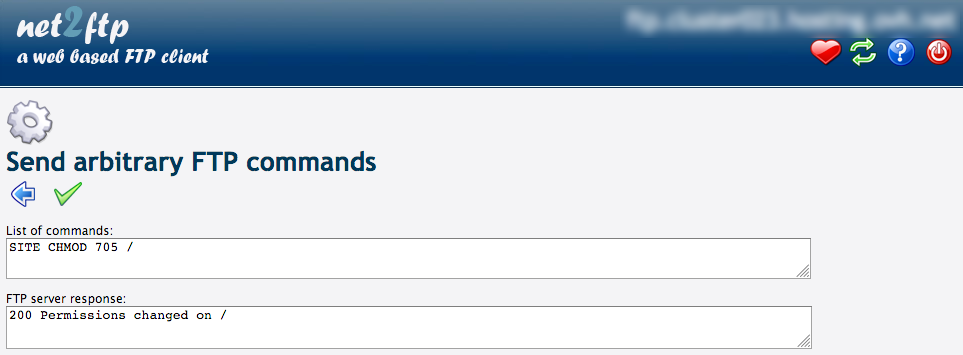 net2ftp
a web based FTP client
Send arbitrary FTP commands
List of commands:
SITE CHMOD 705 /
FTP server response:
200 Permissions changed on /